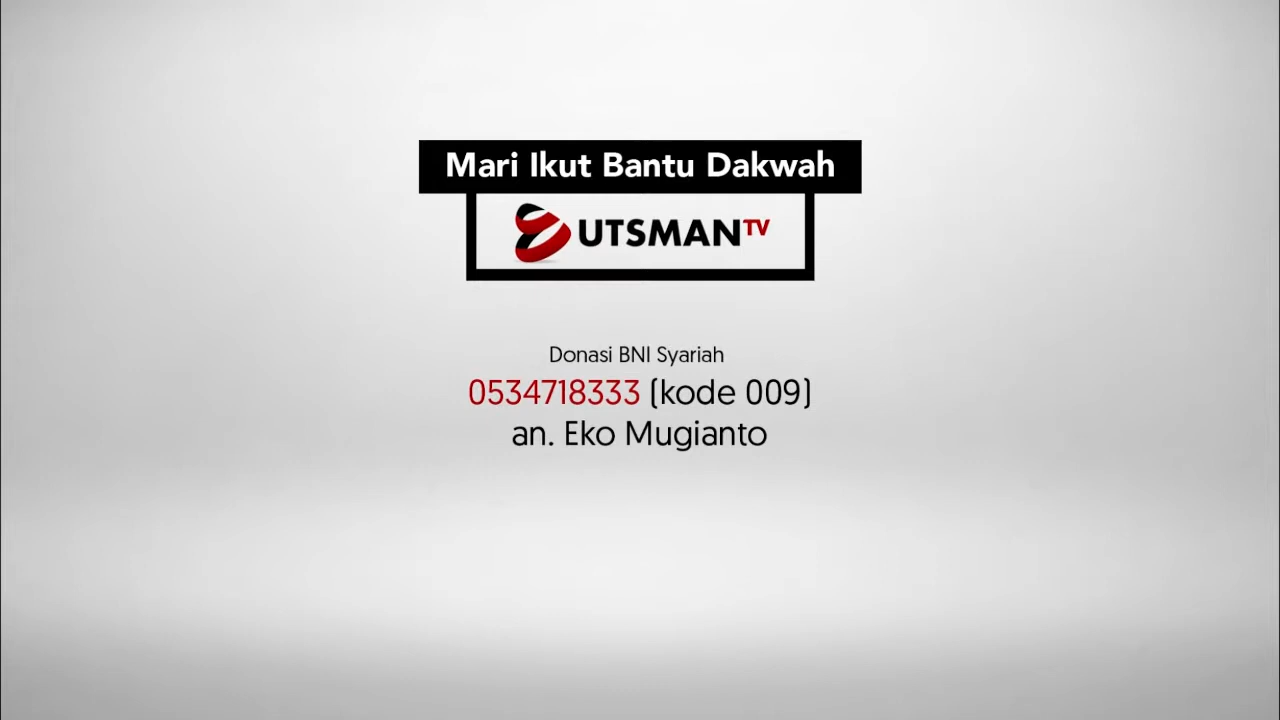 Mari Ikut Bantu Dakwah
UTSMAN TV
Donasi BNI Syariah
0534718333 (kode 009)
an. Eko Mugianto